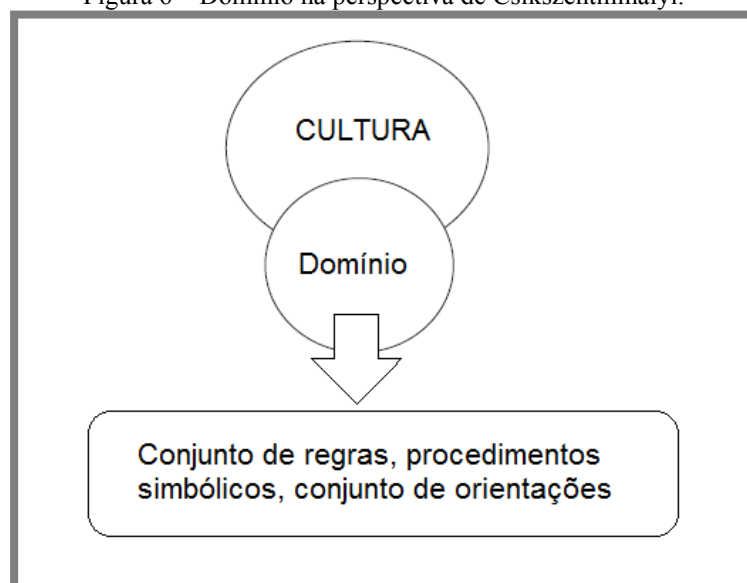 Figura 6 – Domínio na perspectiva de Csikszentmihalyi.
CULTURA
Domínio
Conjunto de regras, procedimentos
simbólicos, conjunto de orientações